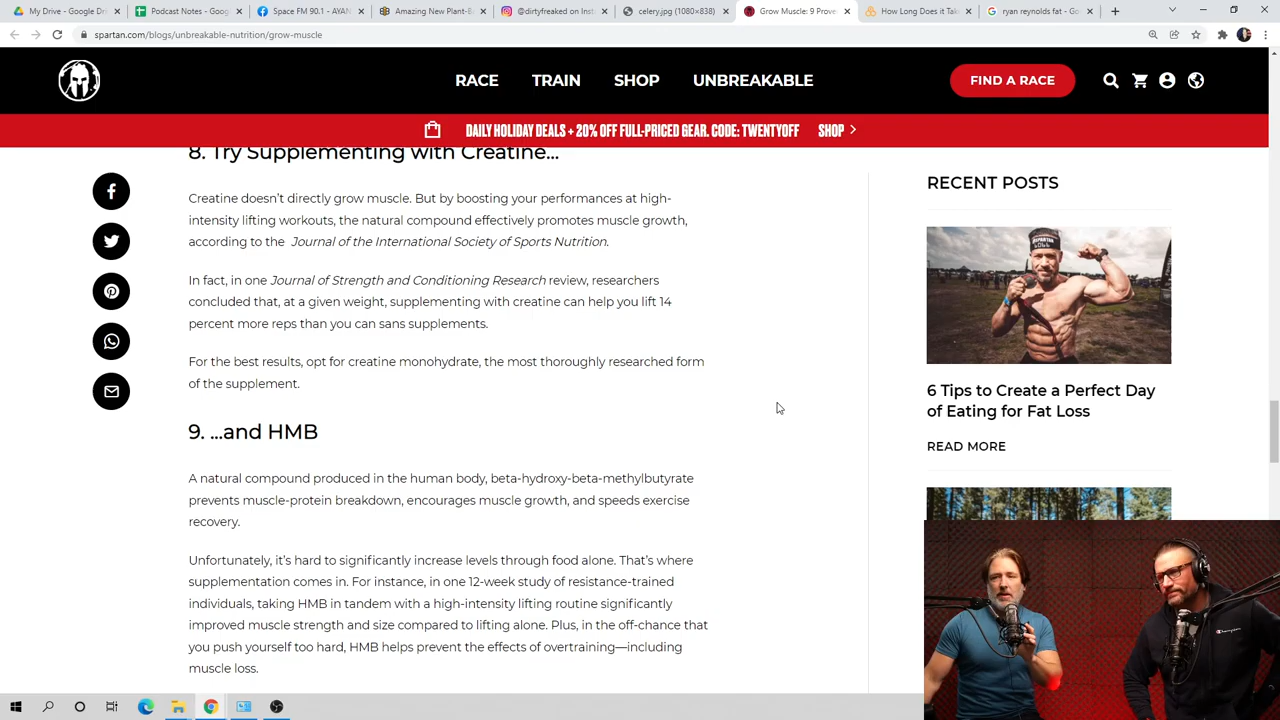 My Drive - Google Dr
Podcast Notes - Goog
Space FM 90.1 - AYAN
Amazing New Plant-B
@dirtyfreaked on Inst
celery.jpg (1080×838)
Grow Muscle: 9 Prove
How Long Does it Tak
ryan reynolds fat - Go
spartan.com/blogs/unbreakable-nutrition/grow-muscle
RACE
TRAIN
SHOP
UNBREAKABLE
FIND A RACE
DAILY HOLIDAY DEALS + 20% OFF FULL-PRICED GEAR. CODE: TWENTYOFF SHOP
8. Try Supplementing with Creatine...
Creatine doesn't directly grow muscle. But by boosting your performances at high-
intensity lifting workouts, the natural compound effectively promotes muscle growth,
according to the Journal of the International Society of Sports Nutrition.
In fact, in one Journal of Strength and Conditioning Research review, researchers
concluded that, at a given weight, supplementing with creatine can help you lift 14
percent more reps than you can sans supplements.
For the best results, opt for creatine monohydrate, the most thoroughly researched form
of the supplement.
9. ...and HMB
A natural compound produced in the human body, beta-hydroxy-beta-methylbutyrate
prevents muscle-protein breakdown, encourages muscle growth, and speeds exercise
recovery.
Unfortunately, it's hard to significantly increase levels through food alone. That's where
supplementation comes in. For instance, in one 12-week study of resistance-trained
individuals, taking HMB in tandem with a high-intensity lifting routine significantly
improved muscle strength and size compared to lifting alone. Plus, in the off-chance that
you push yourself too hard, HMB helps prevent the effects of overtraining—including
muscle loss.
RECENT POSTS
SPARTAN
6 Tips to Create a Perfect Day
of Eating for Fat Loss
READ MORE
Champion